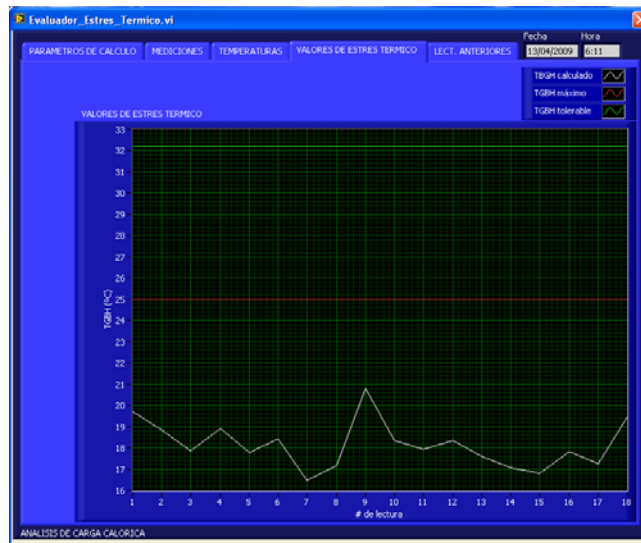 Evaluador_Estres_Termico.vi
Fecha Hora
PARAMETROS DE CALCULO MEDICIONES TEMPERATURAS VALORES DE ESTRES TERMICO LECT. ANTERIORES 13/04/2009 6:11
TBGH calculado
TGBH máximo
TGBH tolerable
VALORES DE ESTRES TERMICO
33
32
31
30
29
28
27
26
25
24
23
22
21
20
19
18
17
16
TGBH (ºC)
1 2 3 4 5 6 7 8 9 10 11 12 13 14 15 16 17 18
# de lectura
ANALISIS DE CARGA CALORICA